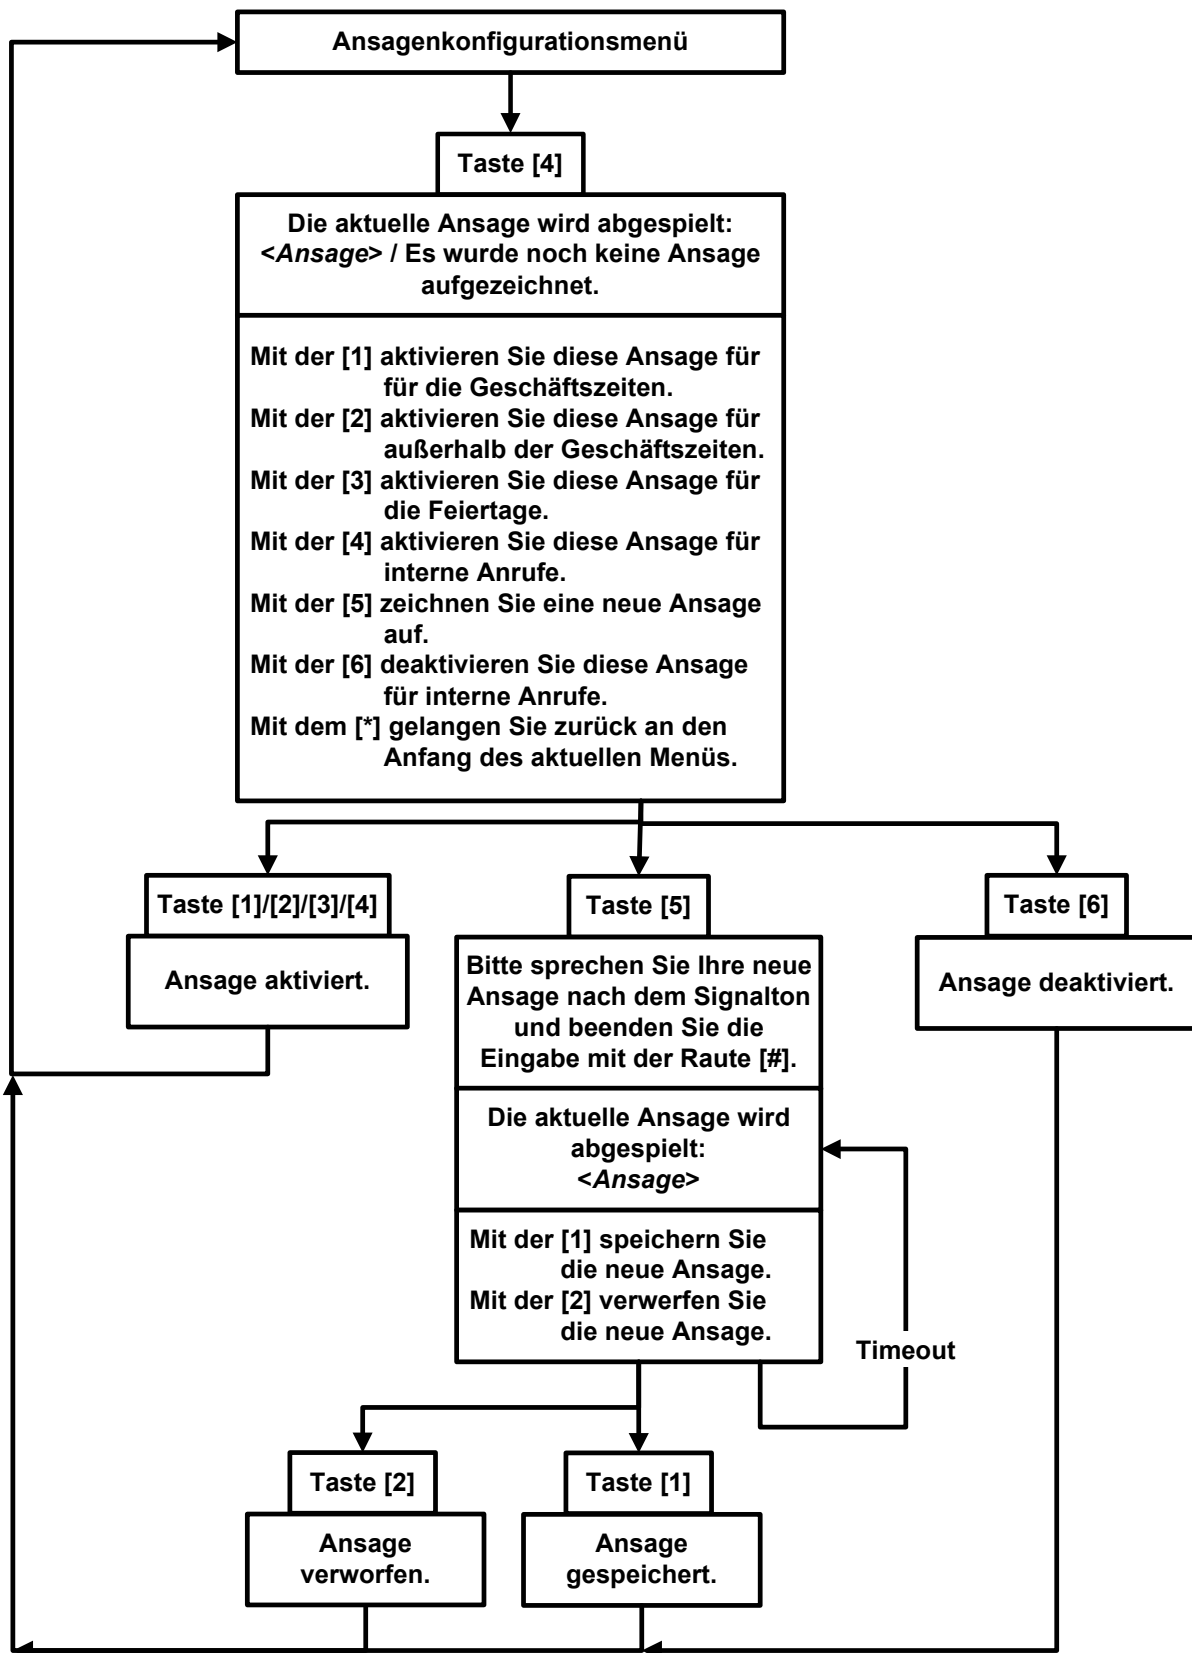 Ansagenkonfigurationsmenü
Taste [4]
Die aktuelle Ansage wird abgespielt:
<Ansage> / Es wurde noch keine Ansage
aufgezeichnet.
Mit der [1] aktivieren Sie diese Ansage für
für die Geschäftszeiten.
Mit der [2] aktivieren Sie diese Ansage für
außerhalb der Geschäftszeiten.
Mit der [3] aktivieren Sie diese Ansage für
die Feiertage.
Mit der [4] aktivieren Sie diese Ansage für
interne Anrufe.
Mit der [5] zeichnen Sie eine neue Ansage
auf.
Mit der [6] deaktivieren Sie diese Ansage
für interne Anrufe.
Mit dem [*] gelangen Sie zurück an den
Anfang des aktuellen Menüs.
Taste [1]/[2]/[3]/[4]
Ansage aktiviert.
Taste [5]
Bitte sprechen Sie Ihre neue
Ansage nach dem Signalton
und beenden Sie die
Eingabe mit der Raute [#].
Die aktuelle Ansage wird
abgespielt:
<Ansage>
Mit der [1] speichern Sie
die neue Ansage.
Mit der [2] verwerfen Sie
die neue Ansage.
Timeout
Taste [6]
Ansage deaktiviert.
Taste [2]
Ansage
verworfen.
Taste [1]
Ansage
gespeichert.